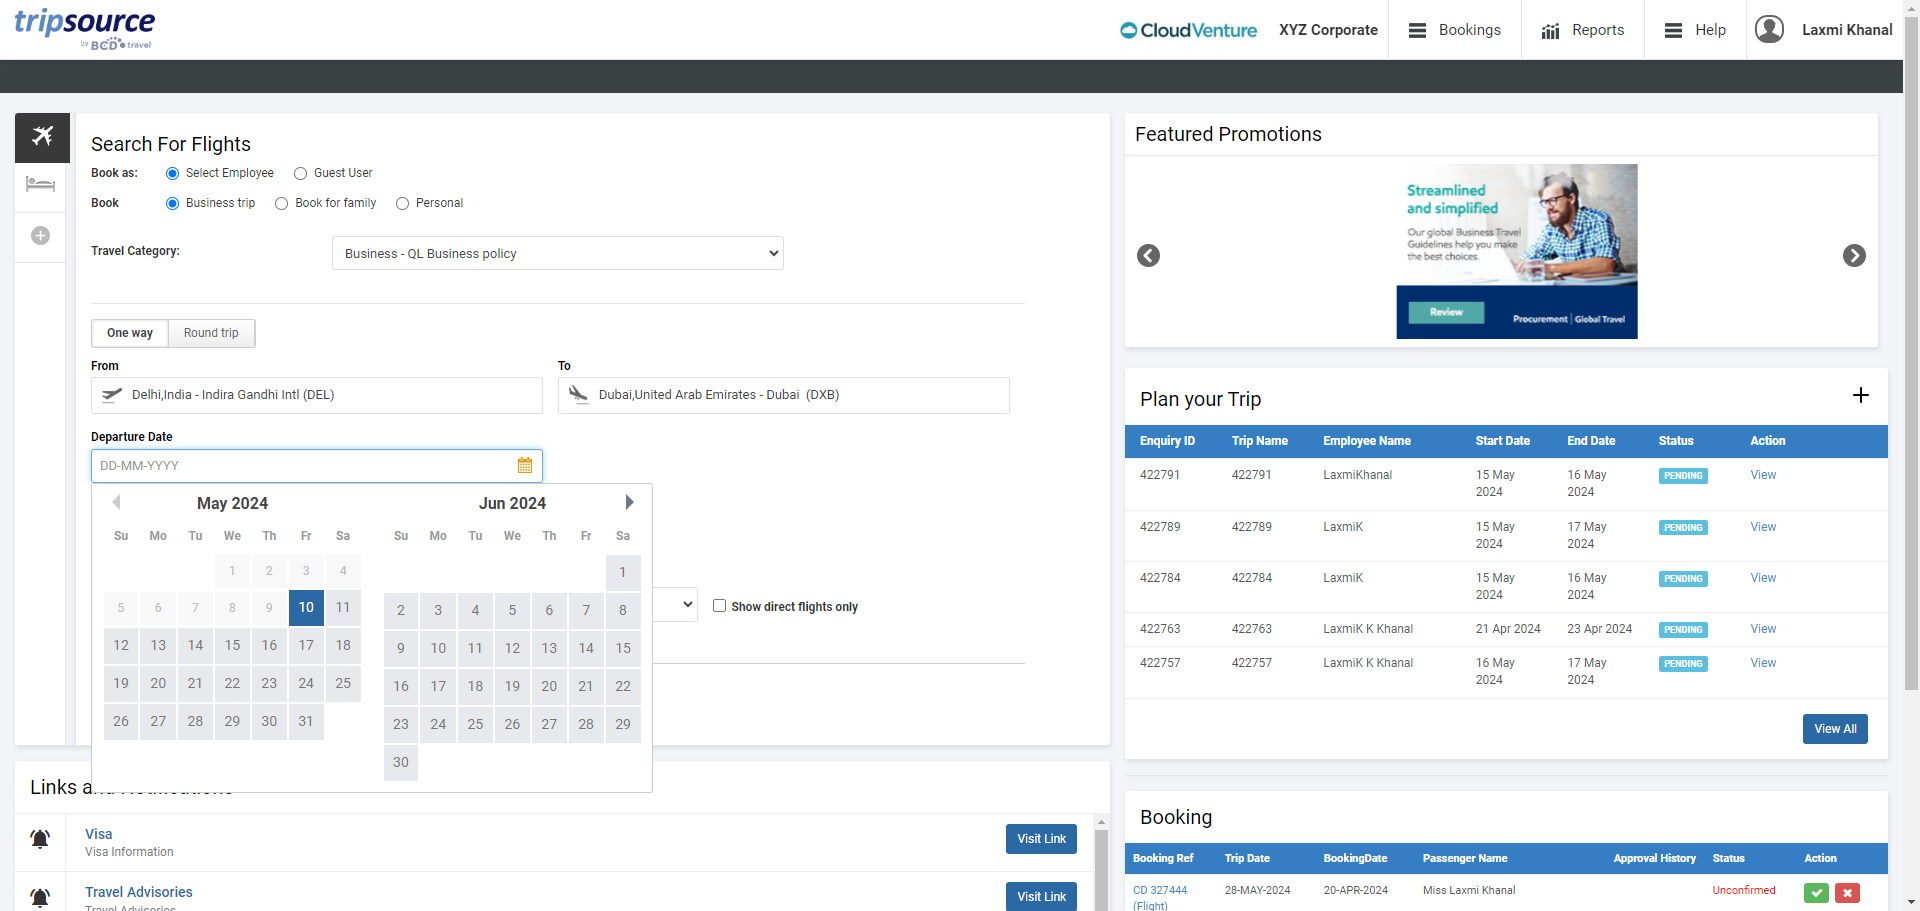 tripsource
by BCD travel
CloudVenture
XYZ Corporate
Bookings
Reports
Help
Laxmi Khanal
Search For Flights
Book as: Select Employee Guest User
Book Business trip Book for family Personal
Travel Category: Business - QL Business policy
One way Round trip
From To
Delhi,India - Indira Gandhi Intl (DEL) Dubai,United Arab Emirates - Dubai (DXB)
Departure Date
DD-MM-YYYY
May 2024
Su Mo Tu We Th Fr Sa
1 2 3 4
5 6 7 8 9 10 11
12 13 14 15 16 17 18
19 20 21 22 23 24 25
26 27 28 29 30 31
Jun 2024
Su Mo Tu We Th Fr Sa
1
2 3 4 5 6 7 8
9 10 11 12 13 14 15
16 17 18 19 20 21 22
23 24 25 26 27 28 29
30
Show direct flights only
Links and
Visa
Visa Information
Visit Link
Travel Advisories
Travel Advisories
Visit Link
Featured Promotions
Streamlined
and simplified
Our global Business Travel
Guidelines help you make
the best choices.
Review
Procurement | Global Travel
Plan your Trip
Enquiry ID Trip Name Employee Name Start Date End Date Status Action
422791 422791 LaxmiKhanal 15 May 2024 16 May 2024 PENDING View
422789 422789 LaxmiK 15 May 2024 17 May 2024 PENDING View
422784 422784 LaxmiK 15 May 2024 16 May 2024 PENDING View
422763 422763 LaxmiK K Khanal 21 Apr 2024 23 Apr 2024 PENDING View
422757 422757 LaxmiK K Khanal 16 May 2024 17 May 2024 PENDING View
View All
Booking
Booking Ref Trip Date BookingDate Passenger Name Approval History Status Action
CD 327444 28-MAY-2024 20-APR-2024 Miss Laxmi Khanal Unconfirmed
(Flight)